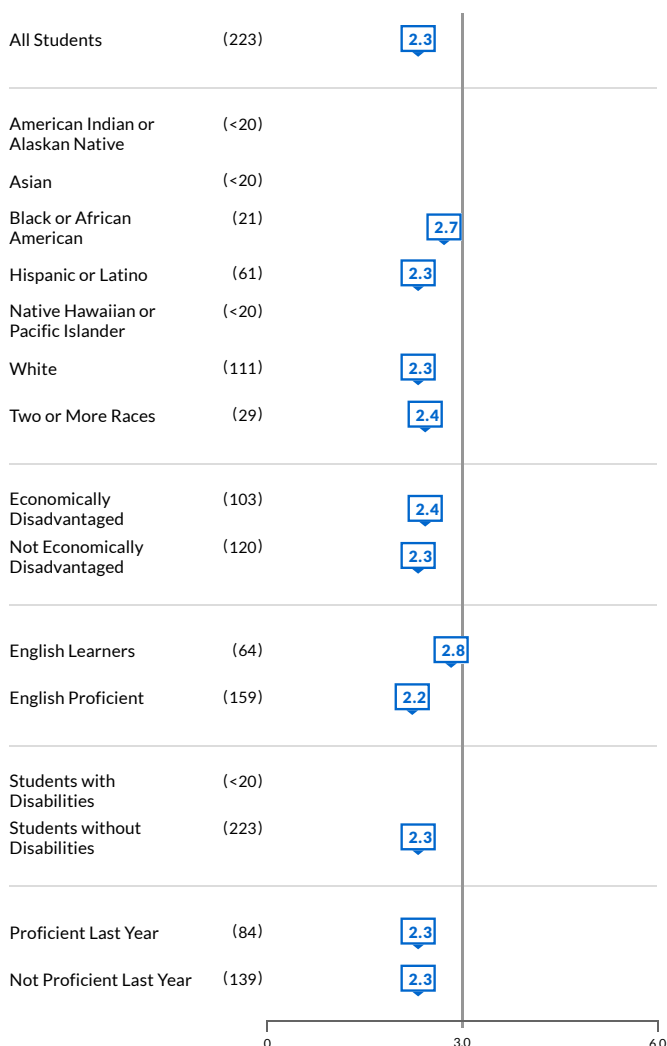 All Students (223) 2.3
American Indian or (<20)
Alaskan Native
Asian (<20)
Black or African (21) 2.7
American
Hispanic or Latino (61) 2.3
Native Hawaiian or (<20)
Pacific Islander
White (111) 2.3
Two or More Races (29) 2.4
Economically (103) 2.4
Disadvantaged
Not Economically (120) 2.3
Disadvantaged
English Learners (64) 2.8
English Proficient (159) 2.2
Students with (<20)
Disabilities
Students without (223) 2.3
Disabilities
Proficient Last Year (84) 2.3
Not Proficient Last Year (139) 2.3
0 3.0 6.0